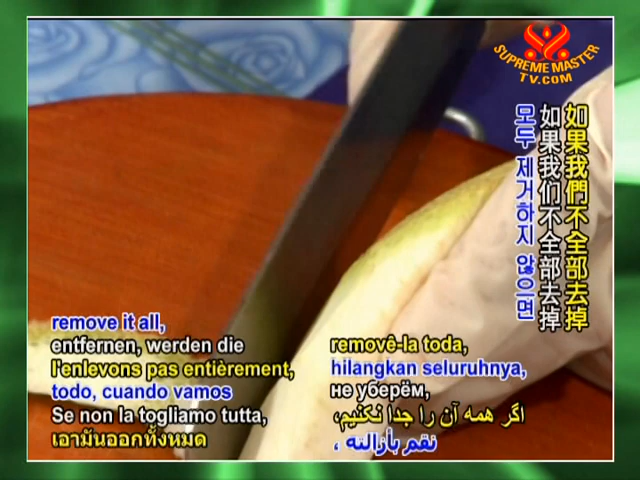 SUPREME MASTER
TV.COM
如果我們不全部去掉
如果我们不全部去掉
모두 제거하지 않으면
remove it all,
entfernen, werden die
l'enlevons pas entièrement,
todo, cuando vamos
Se non la togliamo tutta,
เอามันออกทั้งหมด
removê-la toda,
hilangkan seluruhnya,
не уберём,
اگر همه آن را جدا نکنیم،
نقم بأزالته ،